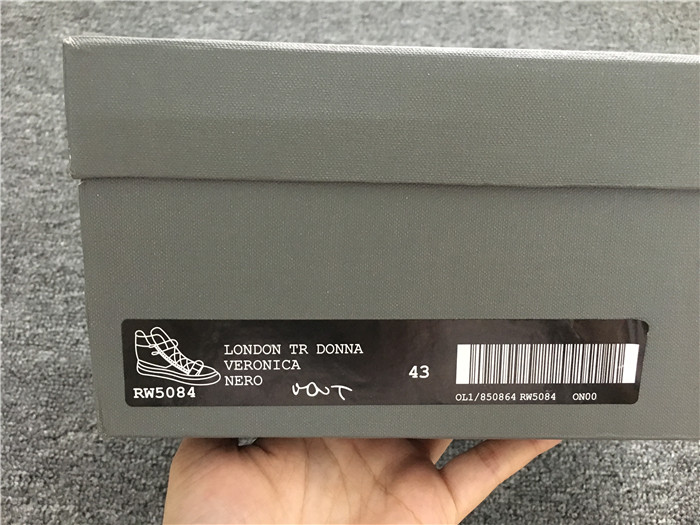 LONDON TR DONNA
VERONICA
NERO
RW5084
43
OL1/850864 RW5084 ON00